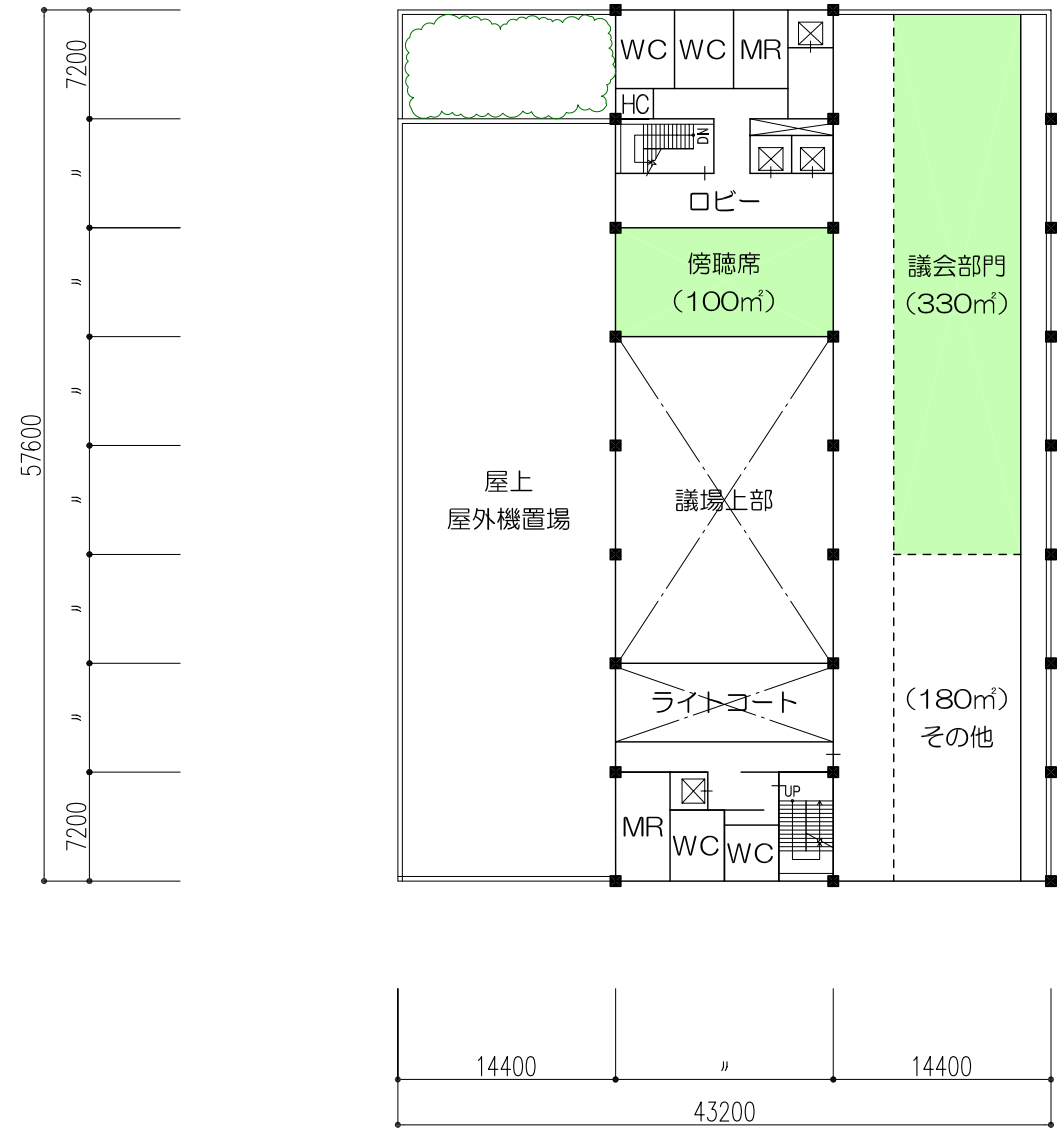 WC
WC
MR
HC
DN
ロビー
傍聴席
(100㎡)
議会部門
(330㎡)
屋上
屋外機置場
議場上部
ライトコート
(180㎡)
その他
UP
MR
WC
WC
7200
〃
〃
〃
〃
〃
〃
7200
57600
14400
〃
14400
43200